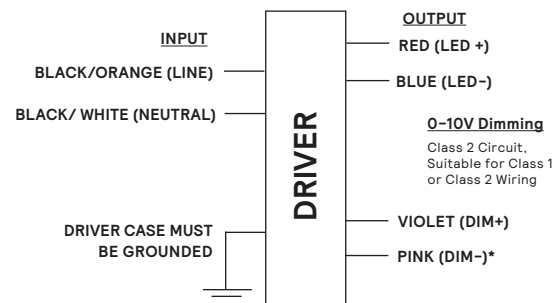 INPUT
BLACK/ORANGE (LINE)
BLACK/ WHITE (NEUTRAL)
DRIVER CASE MUST
BE GROUNDED
DRIVER
OUTPUT
RED (LED +)
BLUE (LED–)
0–10V Dimming
Class 2 Circuit,
Suitable for Class 1
or Class 2 Wiring
VIOLET (DIM+)
PINK (DIM–)*